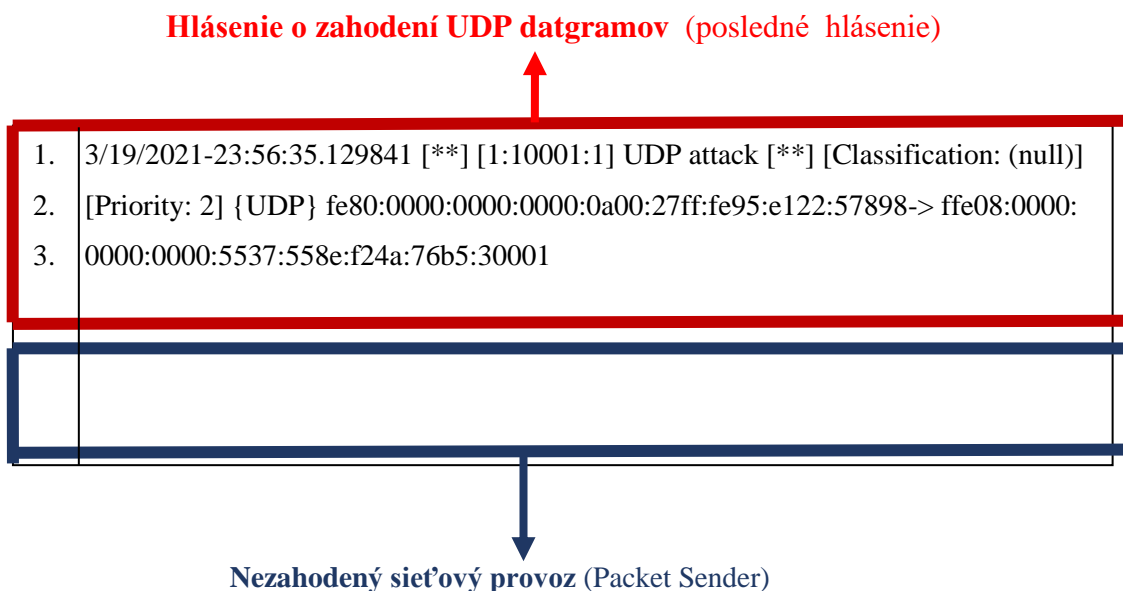 Hlásenie o zahodení UDP datgramov (posledné hlásenie)
1. 3/19/2021-23:56:35.129841 [**] [1:10001:1] UDP attack [**] [Classification: (null)]
2. [Priority: 2] {UDP} fe80:0000:0000:0000:0a00:27ff:fe95:e122:57898-> ffe08:0000:
3. 0000:0000:5537:558e:f24a:76b5:30001
Nezahodený sieťový provoz (Packet Sender)